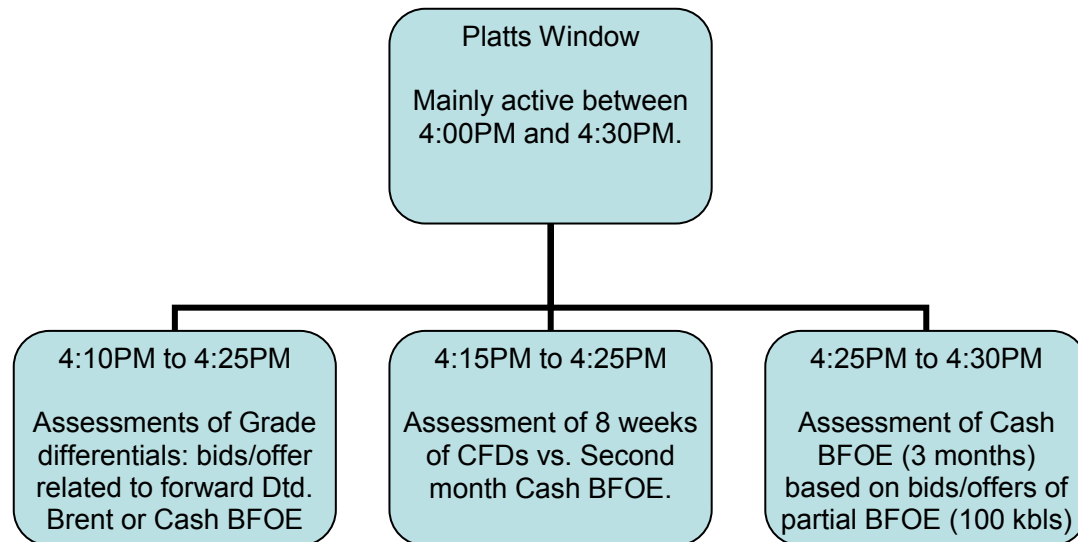 Platts Window
Mainly active between
4:00PM and 4:30PM.
4:10PM to 4:25PM
Assessments of Grade
differentials: bids/offer
related to forward Dtd.
Brent or Cash BFOE
4:15PM to 4:25PM
Assessment of 8 weeks
of CFDs vs. Second
month Cash BFOE.
4:25PM to 4:30PM
Assessment of Cash
BFOE (3 months)
based on bids/offers of
partial BFOE (100 kbls)